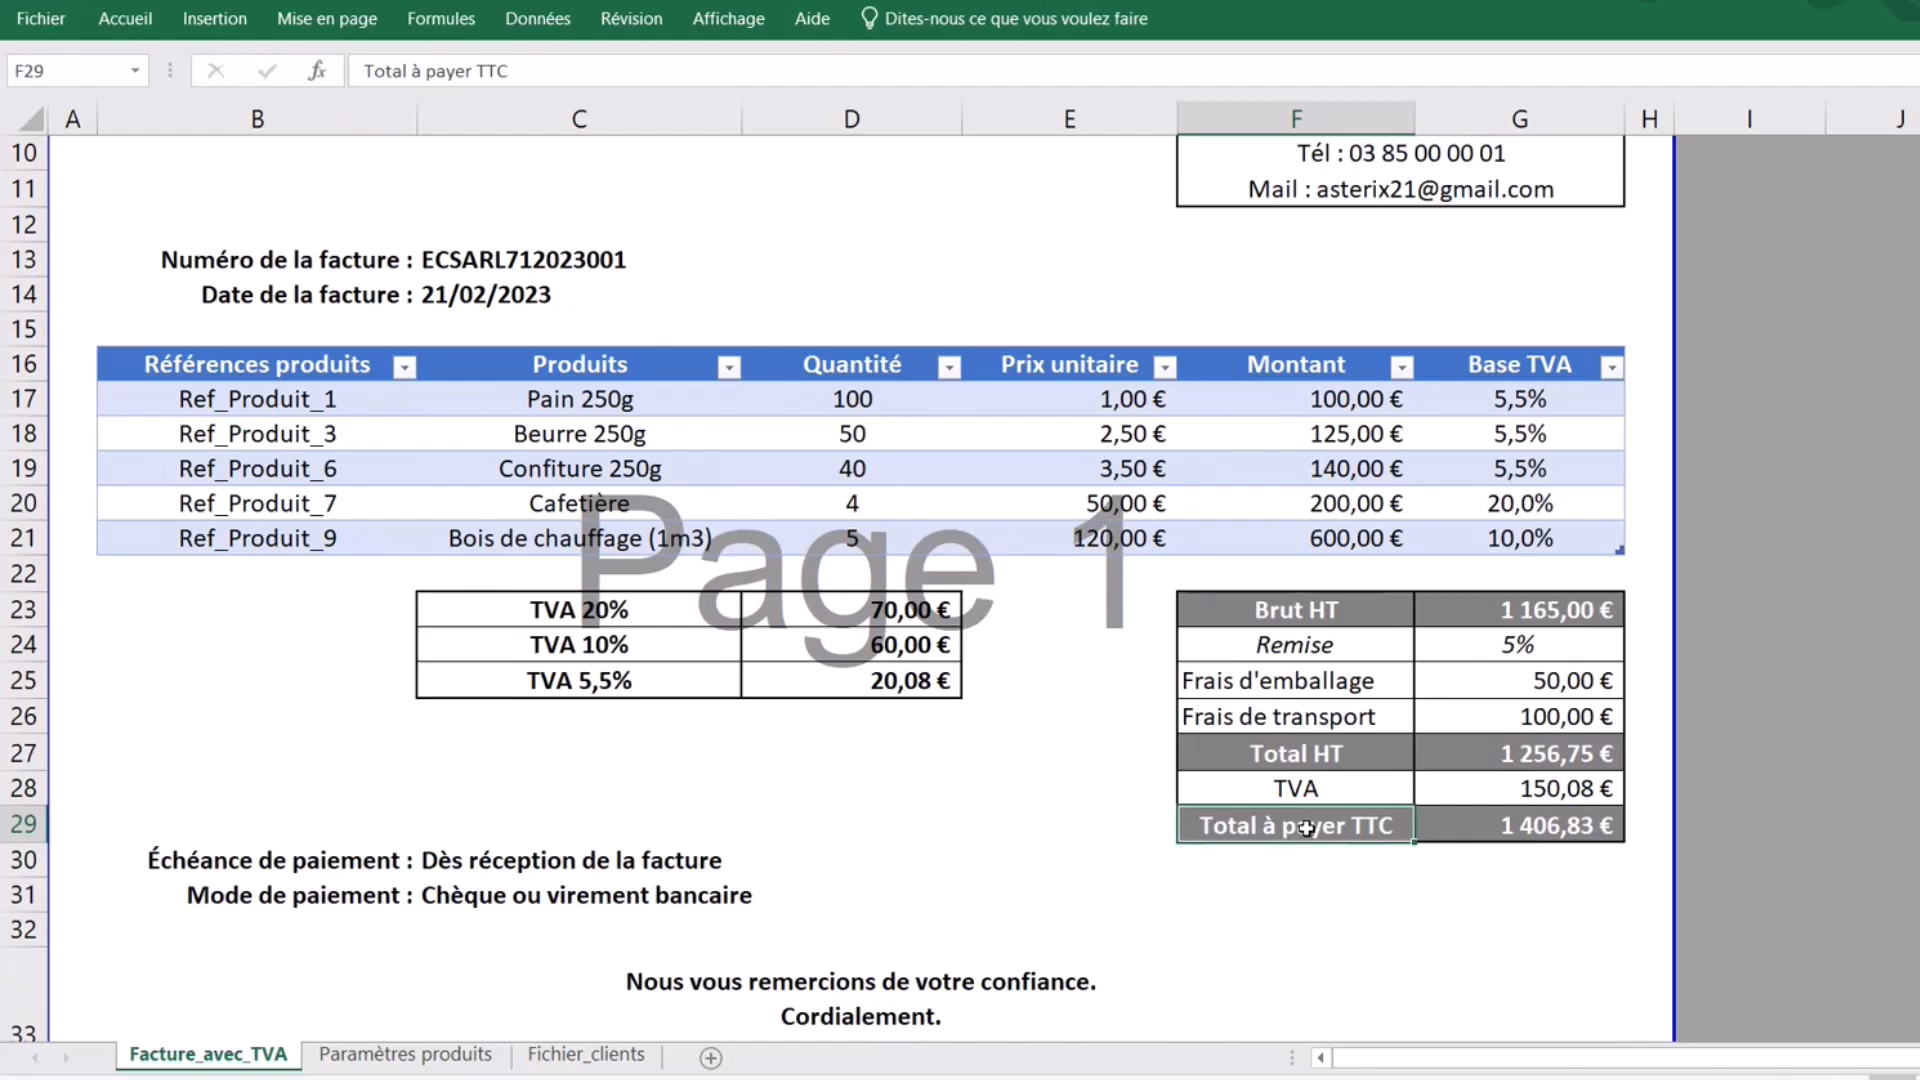 Fichier Accueil Insertion Mise en page Formules Données Révision Affichage Aide Dites-nous ce que vous voulez faire
F29 fx Total à payer TTC
A B C D E F G H I J
10 Tél : 03 85 00 00 01
11 Mail : asterix21@gmail.com
12
13 Numéro de la facture : ECSARL712023001
14 Date de la facture : 21/02/2023
15
16 Références produits Produits Quantité Prix unitaire Montant Base TVA
17 Ref_Produit_1 Pain 250g 100 1,00 € 100,00 € 5,5%
18 Ref_Produit_3 Beurre 250g 50 2,50 € 125,00 € 5,5%
19 Ref_Produit_6 Confiture 250g 40 3,50 € 140,00 € 5,5%
20 Ref_Produit_7 Cafetière 4 50,00 € 200,00 € 20,0%
21 Ref_Produit_9 Bois de chauffage (1m3) 5 120,00 € 600,00 € 10,0%
Page 1
22
23 TVA 20% 70,00 € Brut HT 1 165,00 €
24 TVA 10% 60,00 € Remise 5%
25 TVA 5,5% 20,08 € Frais d'emballage 50,00 €
26 Frais de transport 100,00 €
27 Total HT 1 256,75 €
28 TVA 150,08 €
29 Total à payer TTC 1 406,83 €
30 Échéance de paiement : Dès réception de la facture
31 Mode de paiement : Chèque ou virement bancaire
32
Nous vous remercions de votre confiance.
Cordialement.
33
Facture_avec_TVA Paramètres produits Fichier_clients